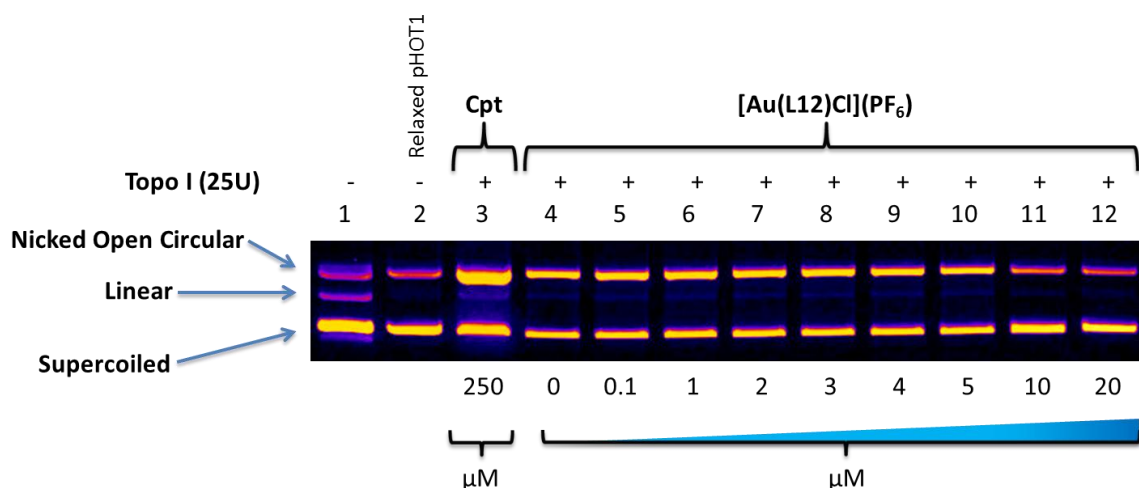 Relaxed pHOT1
Cpt
[Au(L12)Cl](PF₆)
Topo I (25U) - - + + + + + + + + + +
1 2 3 4 5 6 7 8 9 10 11 12
Nicked Open Circular
Linear
Supercoiled
250 0 0.1 1 2 3 4 5 10 20
μM μM